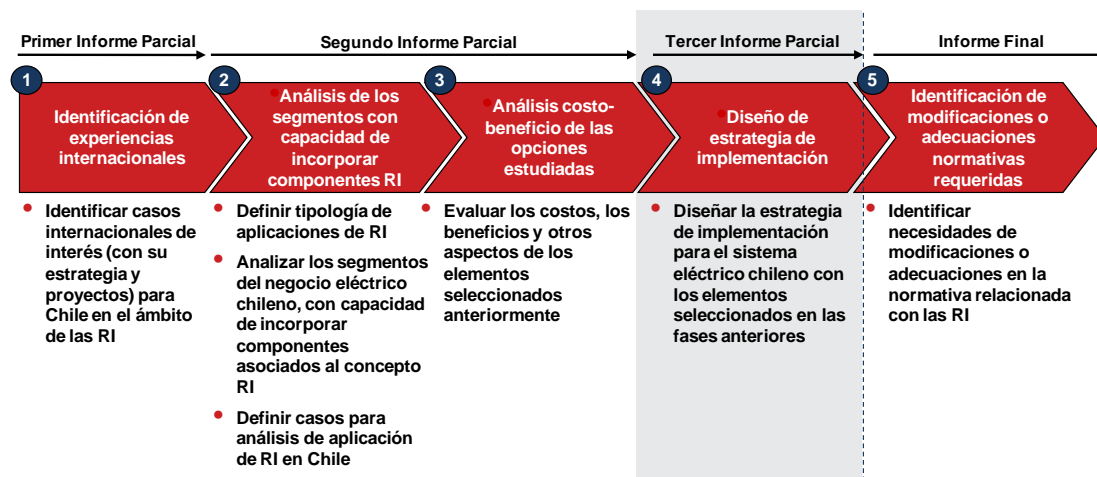 Primer Informe Parcial
Segundo Informe Parcial
Tercer Informe Parcial
Informe Final
1
Identificación de
experiencias
internacionales
• Identificar casos
internacionales de
interés (con su
estrategia y
proyectos) para
Chile en el ámbito
de las RI
2
•Análisis de los
segmentos con
capacidad de
incorporar
componentes RI
• Definir tipología de
aplicaciones de RI
• Analizar los segmentos
del negocio eléctrico
chileno, con capacidad
de incorporar
componentes
asociados al concepto
RI
• Definir casos para
análisis de aplicación
de RI en Chile
3
•Análisis costo-
beneficio de las
opciones
estudiadas
• Evaluar los costos, los
beneficios y otros
aspectos de los
elementos
seleccionados
anteriormente
4
•Diseño de
estrategia de
implementación
• Diseñar la estrategia
de implementación
para el sistema
eléctrico chileno con
los elementos
seleccionados en las
fases anteriores
5
Identificación de
modificaciones o
adecuaciones
normativas
requeridas
• Identificar
necesidades de
modificaciones o
adecuaciones en la
normativa relacionada
con las RI